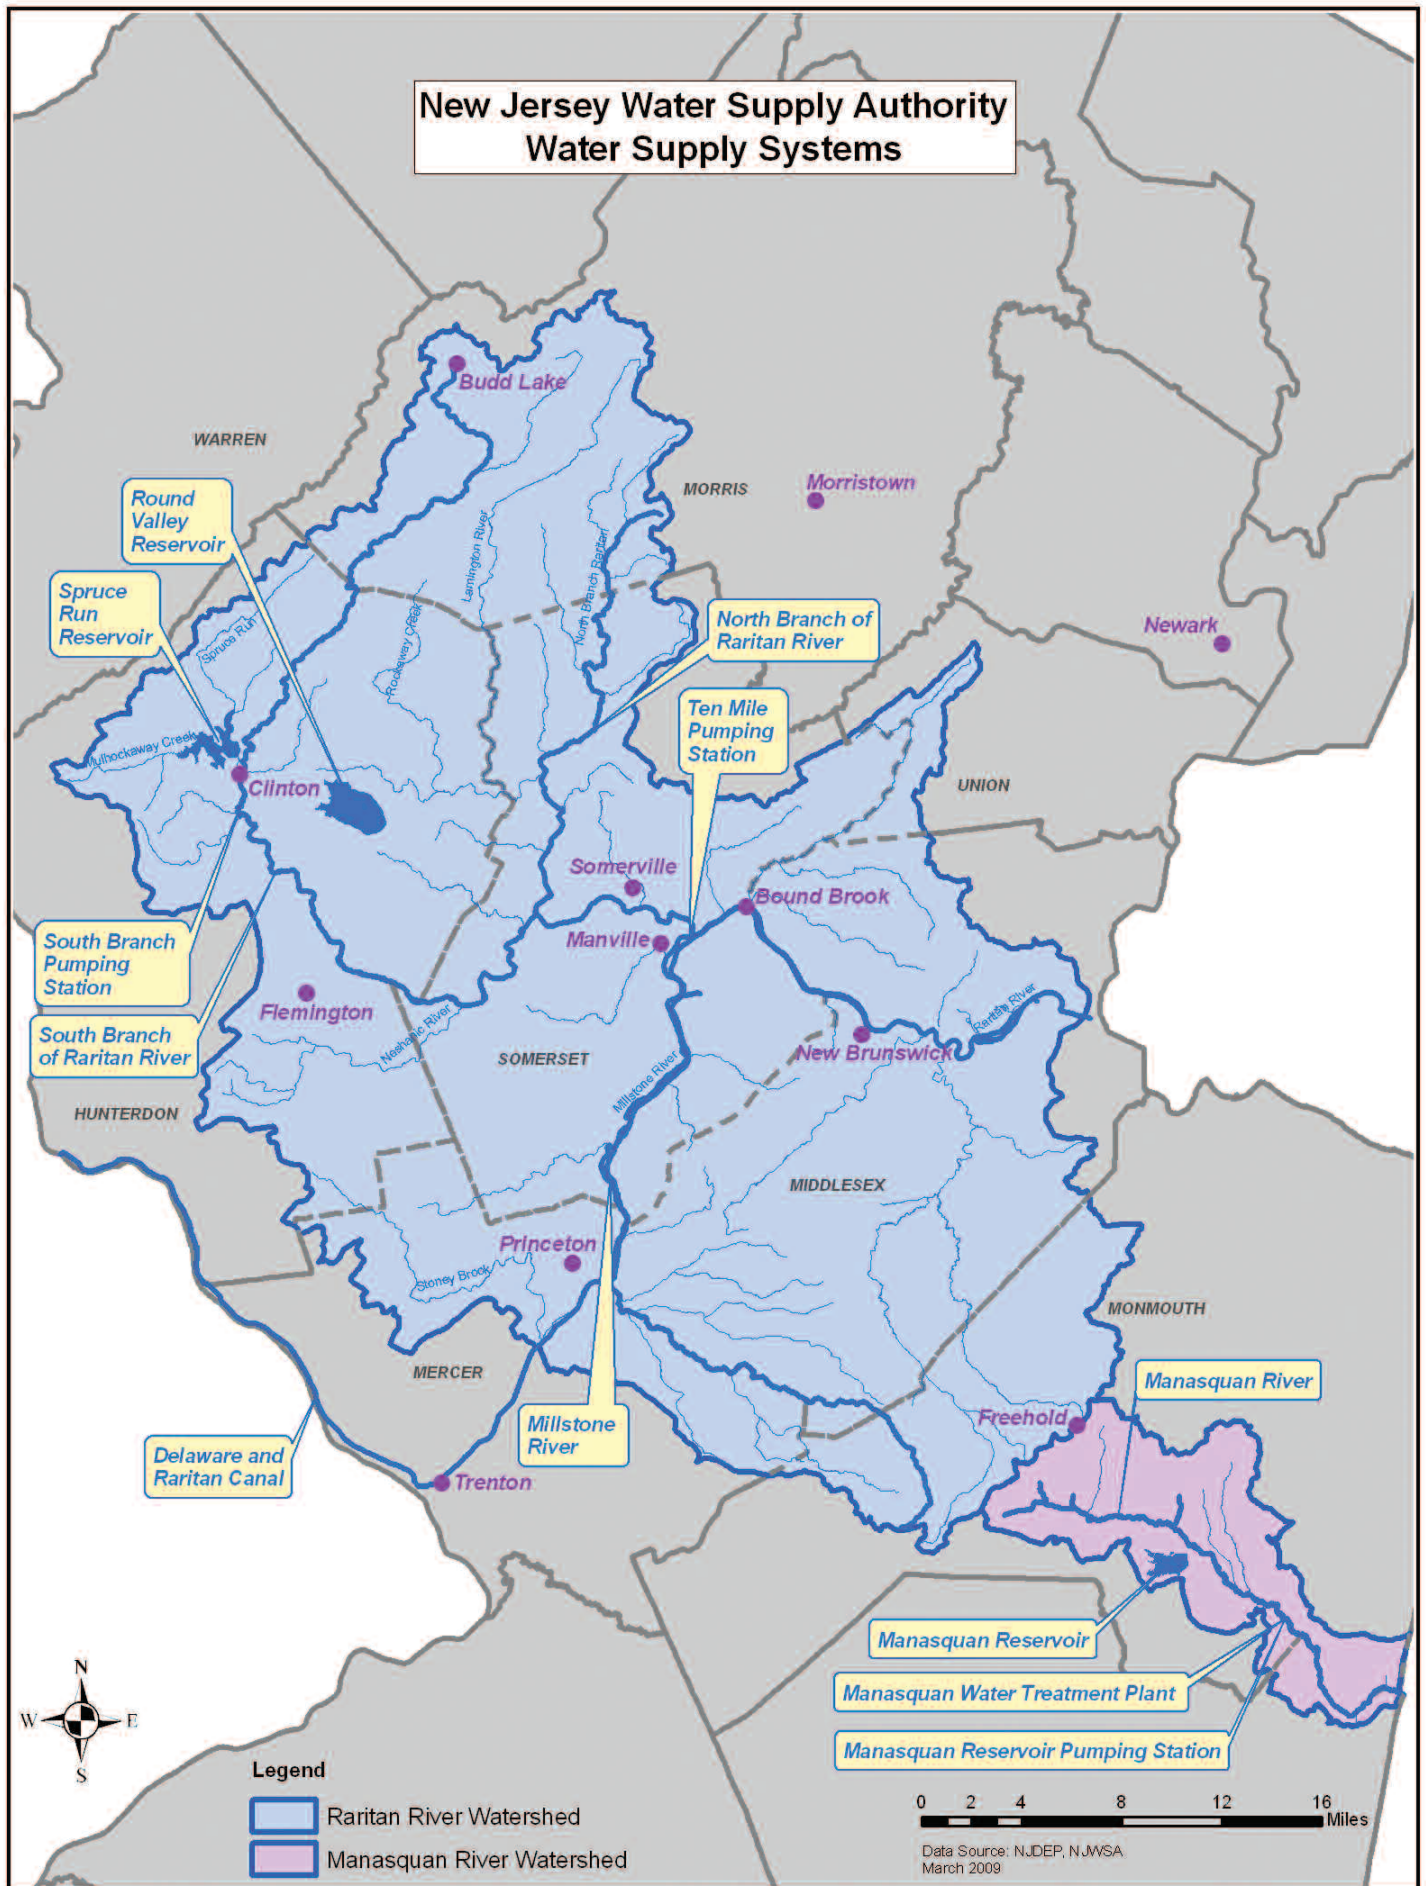 New Jersey Water Supply Authority
Water Supply Systems
Budd Lake
WARREN
Morristown
MORRIS
Round
Valley
Reservoir
Lamington River
North Branch Raritan
Spruce
Run
Reservoir
Rockaway Creek
Spruce Run
North Branch of
Raritan River
Newark
Ten Mile
Pumping
Station
Mulhockaway Creek
Clinton
UNION
Somerville
Bound Brook
Manville
South Branch
Pumping
Station
Flemington
South Branch
of Raritan River
Neshanic River
Raritan River
New Brunswick
SOMERSET
Millstone River
HUNTERDON
MIDDLESEX
Princeton
Stoney Brook
MONMOUTH
MERCER
Manasquan River
Freehold
Millstone
River
Delaware and
Raritan Canal
Trenton
Manasquan Reservoir
Manasquan Water Treatment Plant
Manasquan Reservoir Pumping Station
N
W
E
S
Legend
Raritan River Watershed
Manasquan River Watershed
0 2 4 8 12 16
Miles
Data Source: NJDEP, NJWSA
March 2009